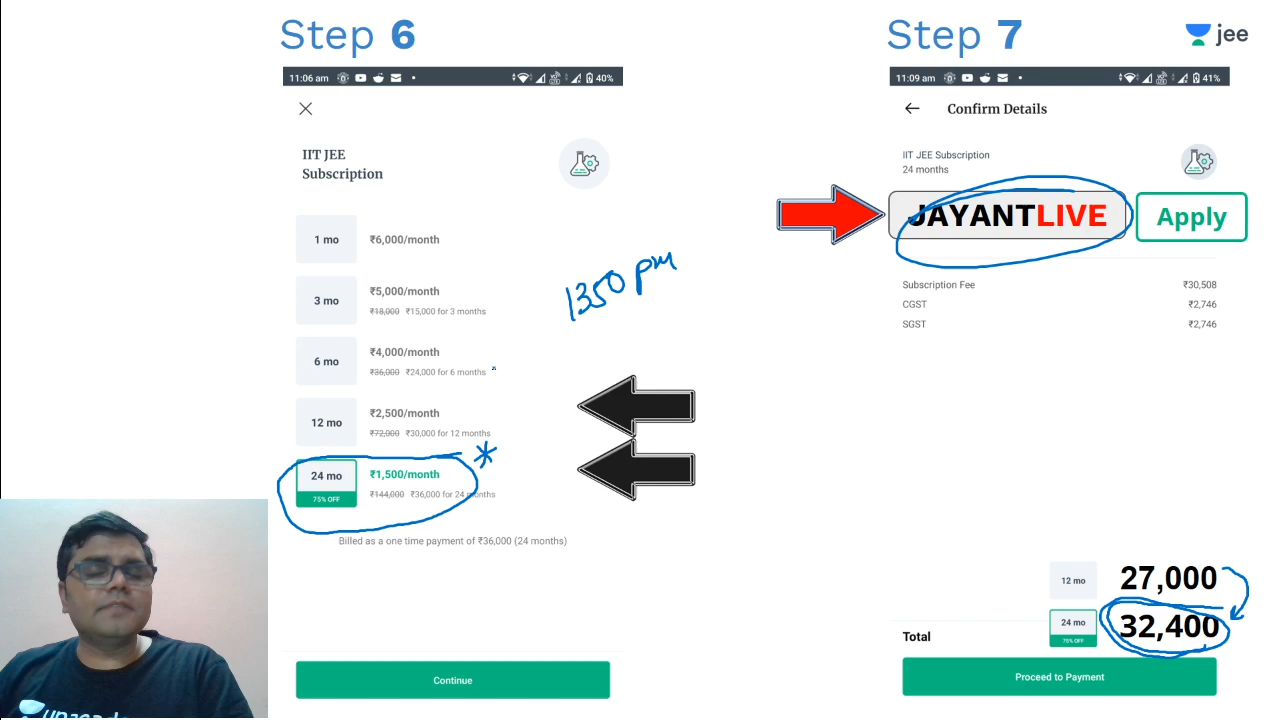 Step 6
11:06 am
40%
IIT JEE
Subscription
1 mo
₹6,000/month
3 mo
₹5,000/month
₹18,000 ₹15,000 for 3 months
6 mo
₹4,000/month
₹36,000 ₹24,000 for 6 months
12 mo
₹2,500/month
₹72,000 ₹30,000 for 12 months
24 mo
75% OFF
₹1,500/month
₹144,000 ₹36,000 for 24 months
Billed as a one time payment of ₹36,000 (24 months)
Continue
1350 pm
*
Step 7
jee
11:09 am
41%
Confirm Details
IIT JEE Subscription
24 months
JAYANTLIVE
Apply
Subscription Fee ₹30,508
CGST ₹2,746
SGST ₹2,746
12 mo 27,000
Total
24 mo
75% OFF
32,400
Proceed to Payment